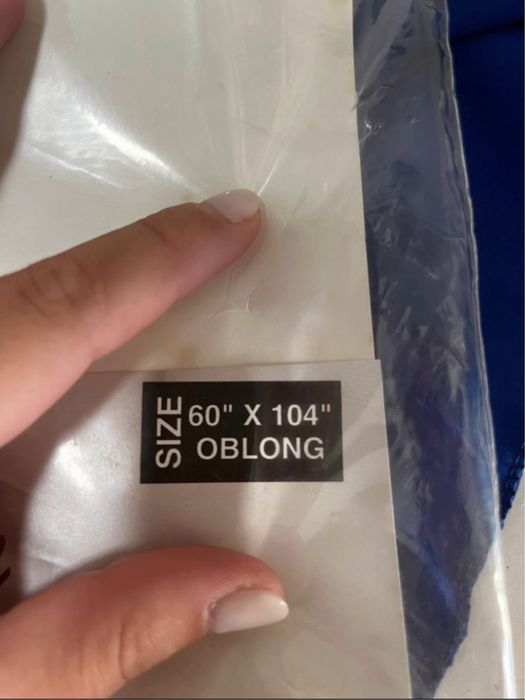 SIZE
60" X 104"
OBLONG